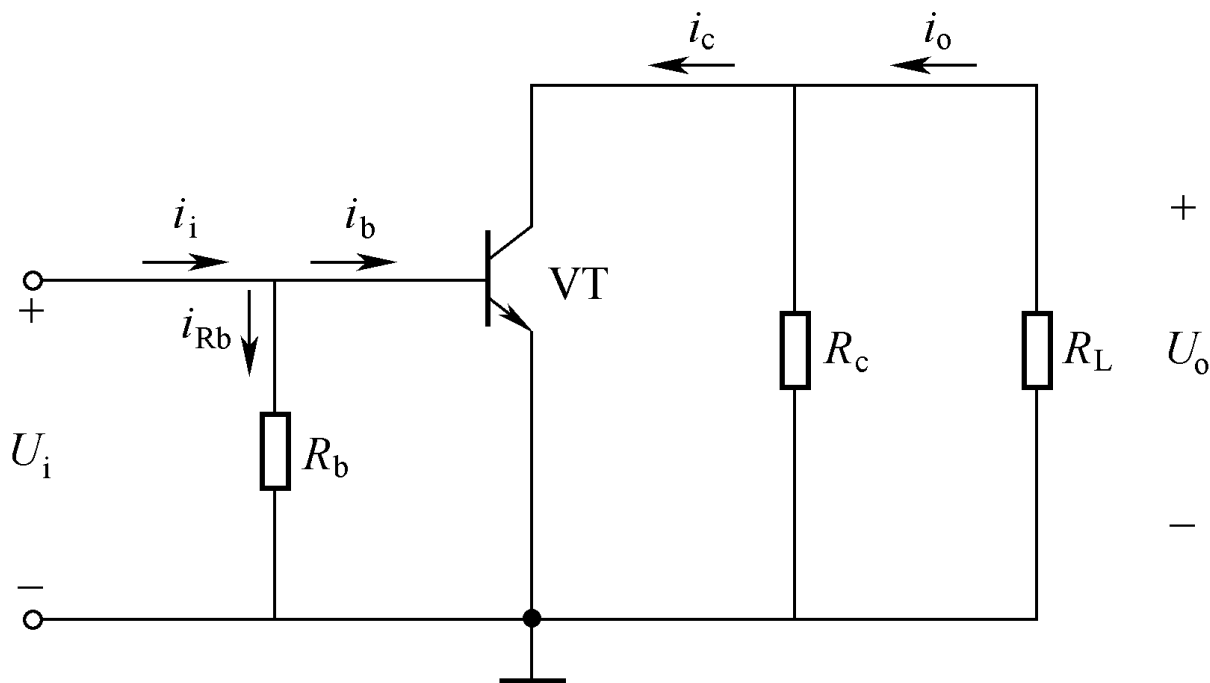 i_c i_o
+
i_i i_b
VT
+
i_Rb
R_c R_L U_o
U_i R_b
−
−